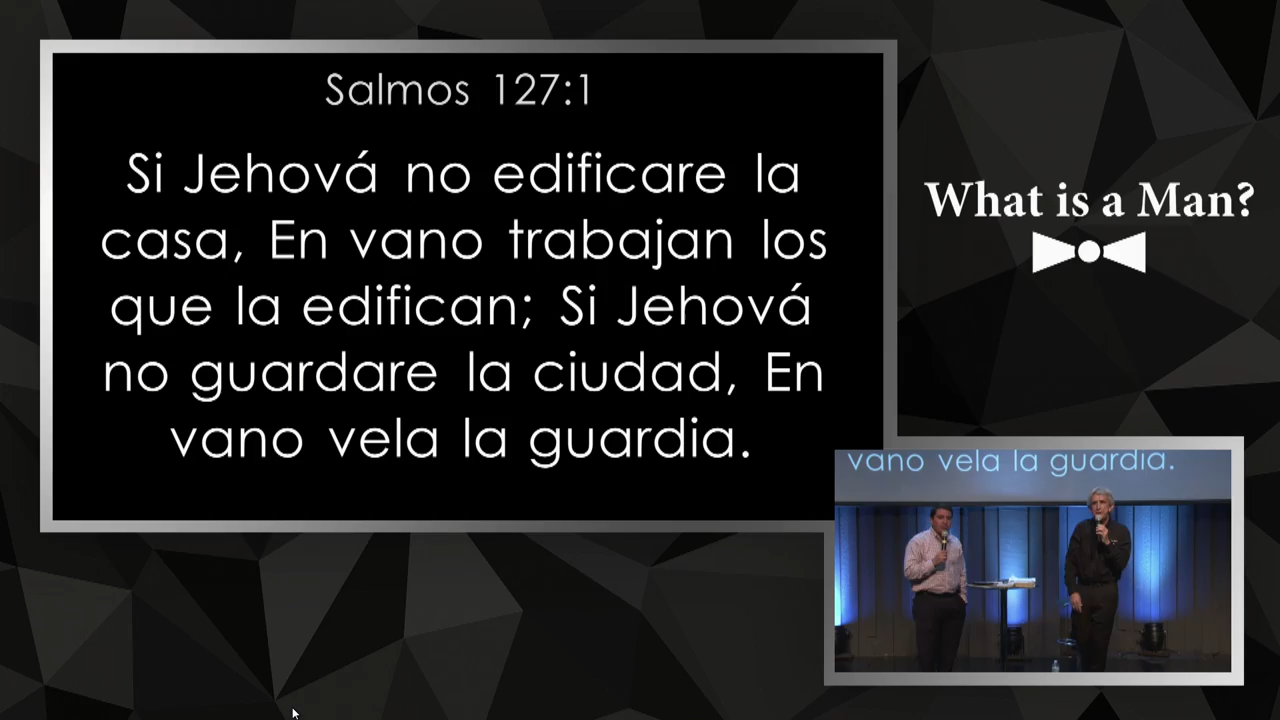 Salmos 127:1
Si Jehová no edificare la
casa, En vano trabajan los
que la edifican; Si Jehová
no guardare la ciudad, En
vano vela la guardia.
What is a Man?
vano vela la guardia.